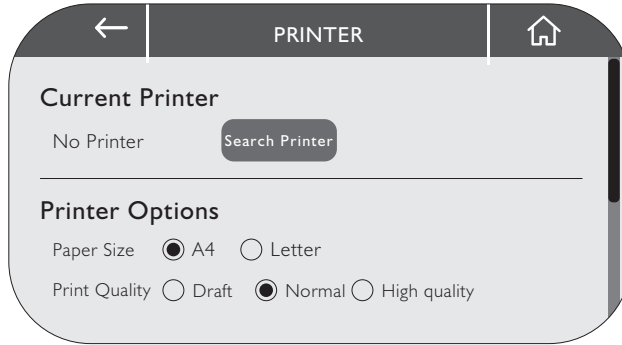 PRINTER
Current Printer
No Printer Search Printer
Printer Options
Paper Size A4 Letter
Print Quality Draft Normal High quality